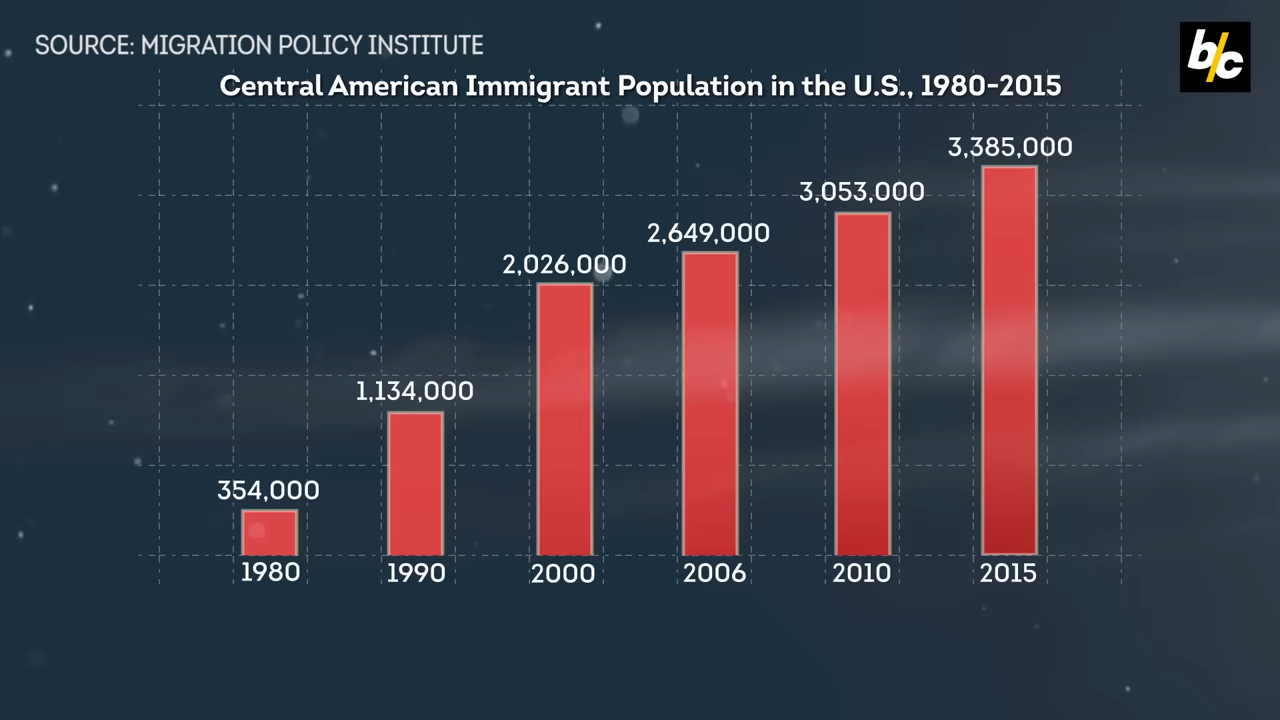 SOURCE: MIGRATION POLICY INSTITUTE
b/c
Central American Immigrant Population in the U.S., 1980-2015
3,385,000
3,053,000
2,649,000
2,026,000
1,134,000
354,000
1980 1990 2000 2006 2010 2015